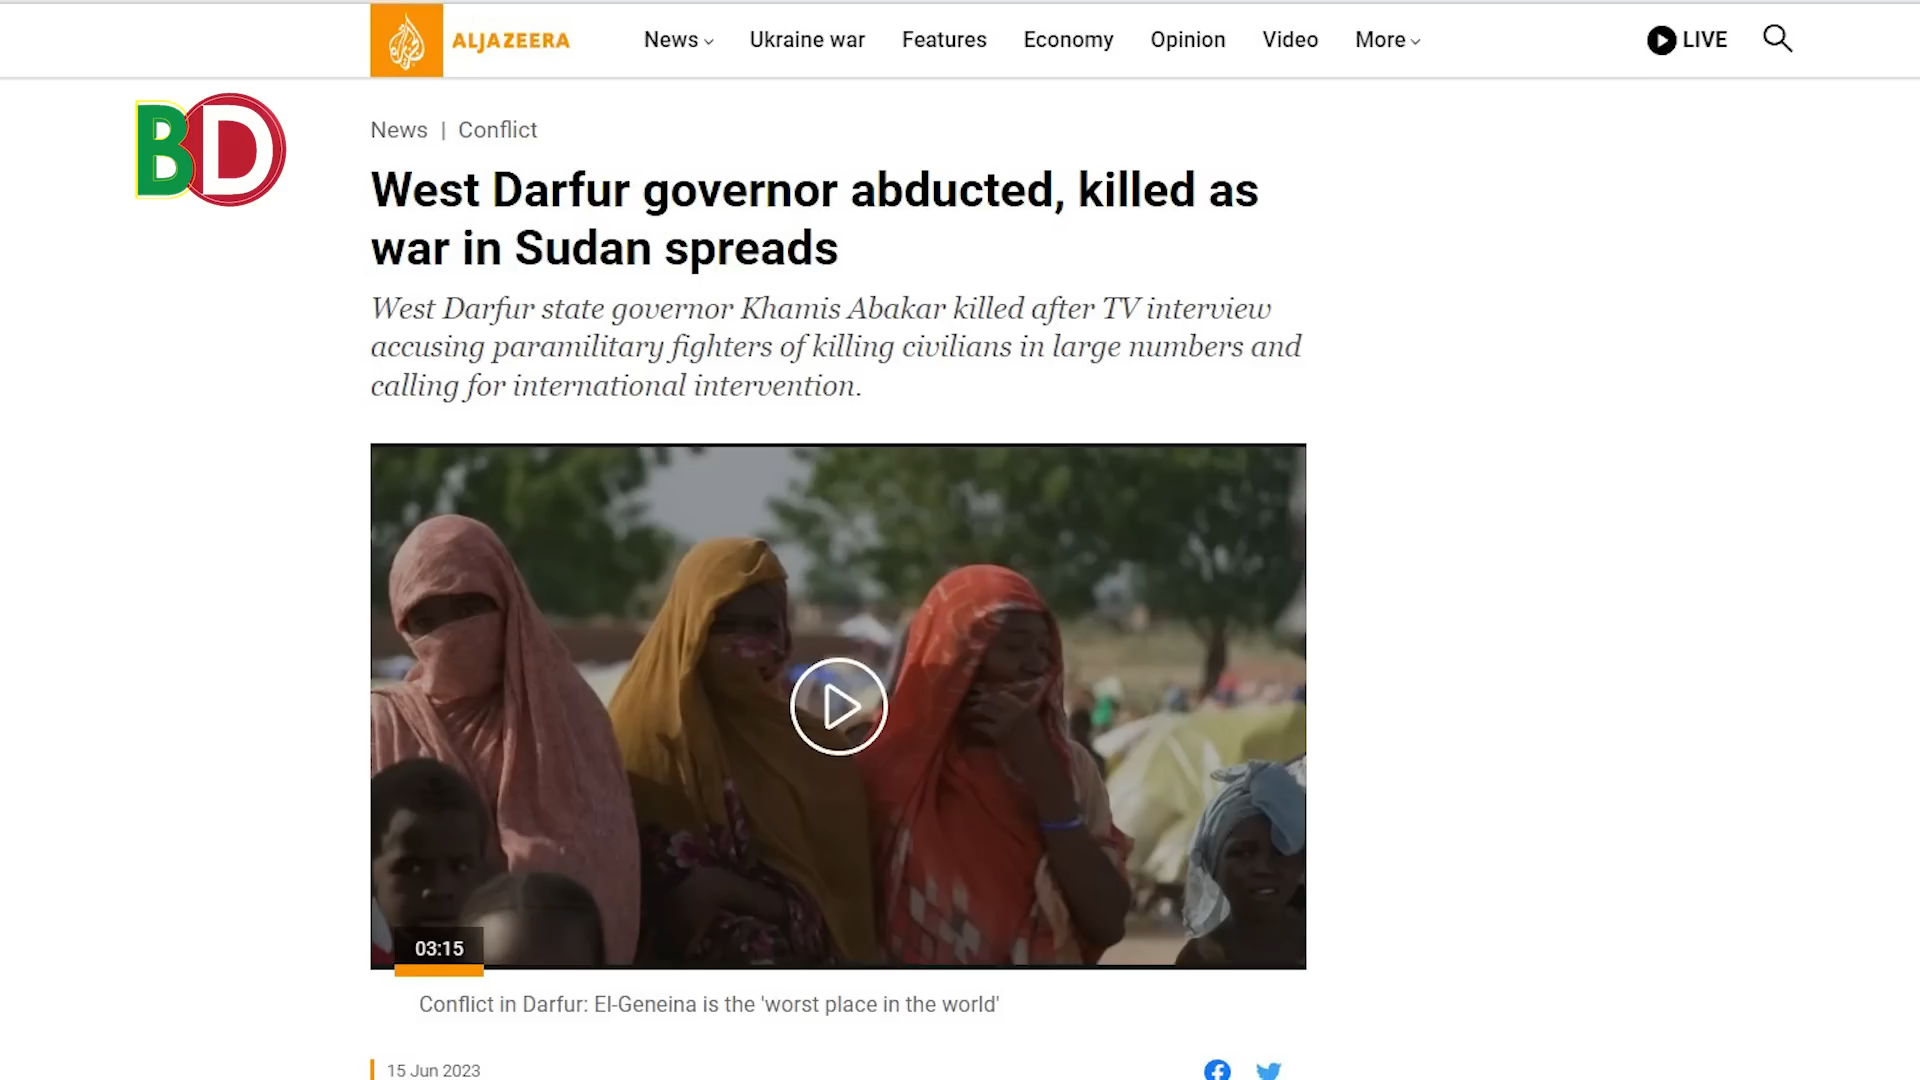 ALJAZEERA
News
Ukraine war
Features
Economy
Opinion
Video
More
LIVE
BD
News | Conflict
West Darfur governor abducted, killed as
war in Sudan spreads
West Darfur state governor Khamis Abakar killed after TV interview
accusing paramilitary fighters of killing civilians in large numbers and
calling for international intervention.
03:15
Conflict in Darfur: El-Geneina is the 'worst place in the world'
15 Jun 2023